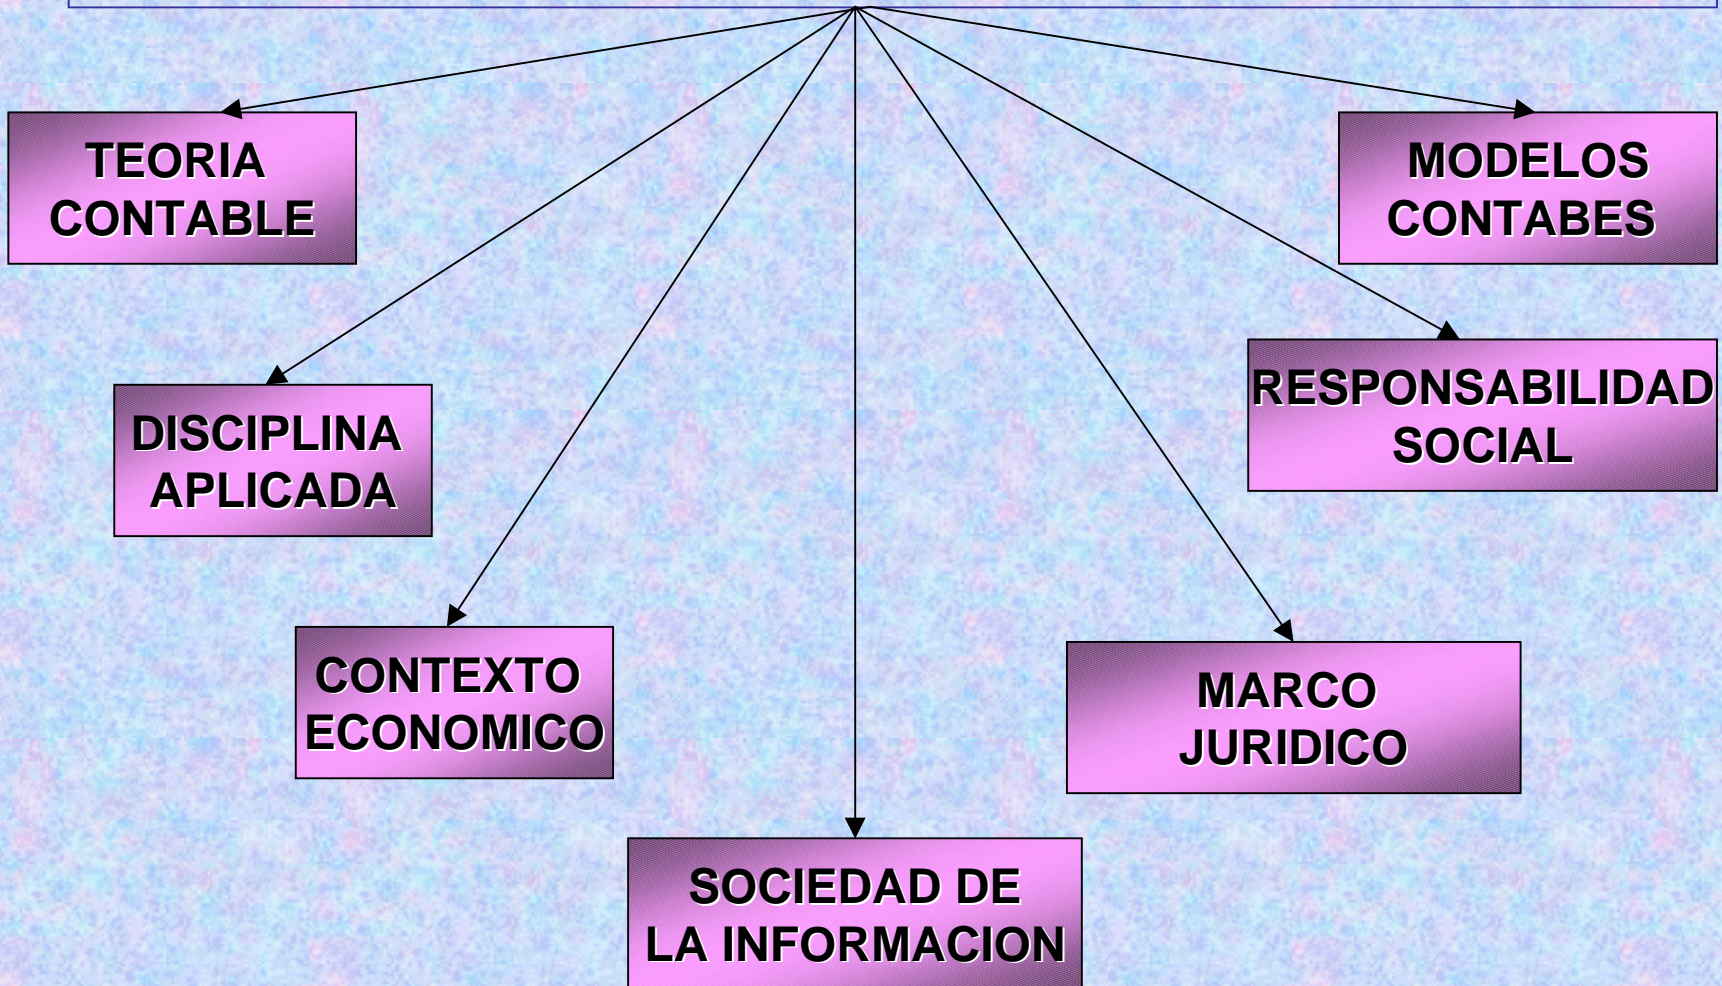 TEORIA
CONTABLE
MODELOS
CONTABES
RESPONSABILIDAD
SOCIAL
DISCIPLINA
APLICADA
CONTEXTO
ECONOMICO
MARCO
JURIDICO
SOCIEDAD DE
LA INFORMACION